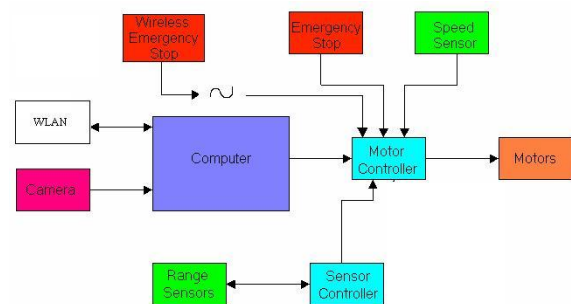 Wireless
Emergency
Stop
Emergency
Stop
Speed
Sensor
WLAN
Computer
Motor
Controller
Motors
Camera
Range
Sensors
Sensor
Controller